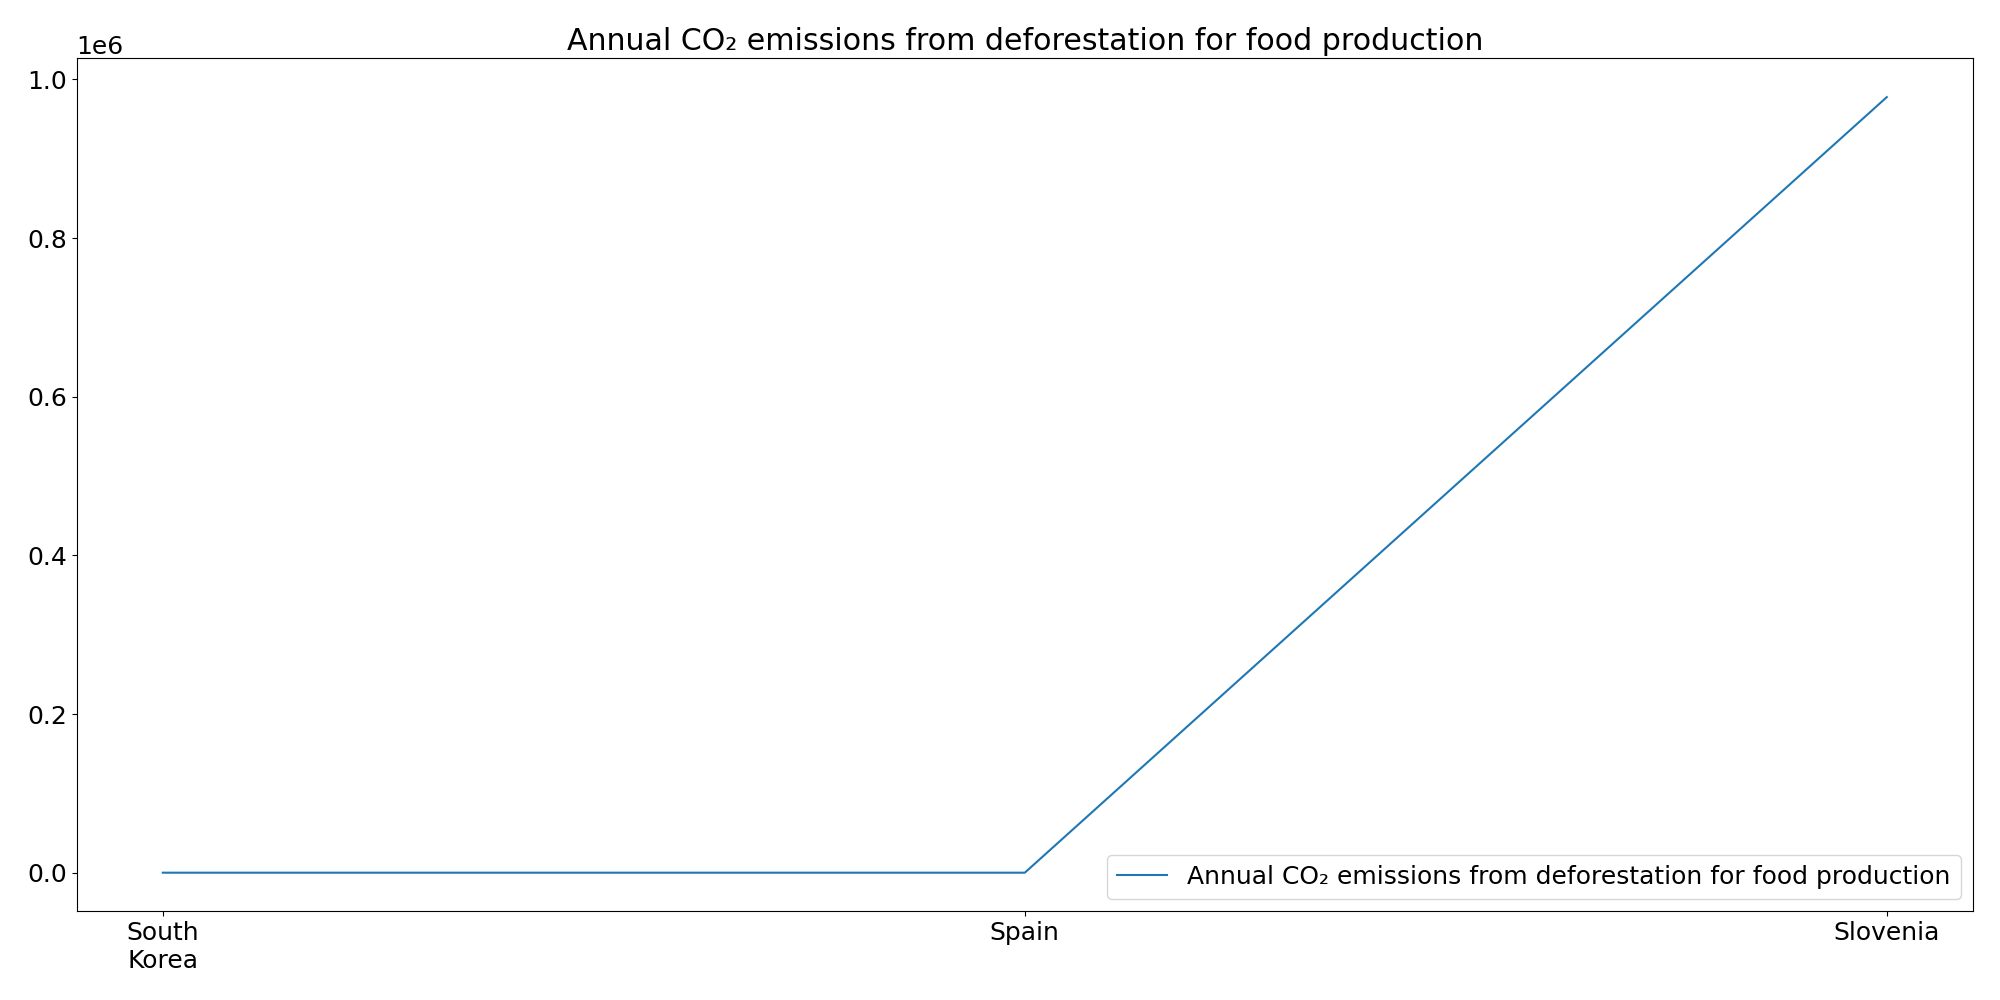 Annual CO₂ emissions from deforestation for food production
1e6
1.0
0.8
0.6
0.4
0.2
0.0
Annual CO₂ emissions from deforestation for food production
South
Korea
Spain
Slovenia